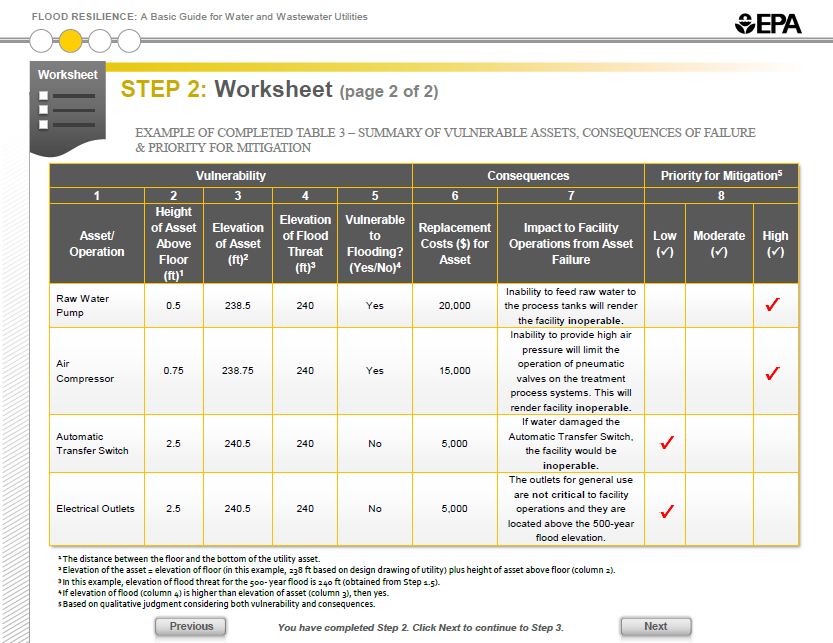 FLOOD RESILIENCE: A Basic Guide for Water and Wastewater Utilities
EPA
Worksheet
STEP 2: Worksheet (page 2 of 2)
EXAMPLE OF COMPLETED TABLE 3 – SUMMARY OF VULNERABLE ASSETS, CONSEQUENCES OF FAILURE
& PRIORITY FOR MITIGATION
Vulnerability Consequences Priority for Mitigation⁵
1 2 3 4 5 6 7 8
Asset/
Operation
Height
of Asset
Above
Floor
(ft)¹
Elevation
of Asset
(ft)²
Elevation
of Flood
Threat
(ft)³
Vulnerable
to
Flooding?
(Yes/No)⁴
Replacement
Costs ($) for
Asset
Impact to Facility
Operations from Asset
Failure
Low
(✓)
Moderate
(✓)
High
(✓)
Raw Water
Pump
0.5
238.5
240
Yes
20,000
Inability to feed raw water to
the process tanks will render
the facility inoperable.
✓
Air
Compressor
0.75
238.75
240
Yes
15,000
Inability to provide high air
pressure will limit the
operation of pneumatic
valves on the treatment
process systems. This will
render facility inoperable.
✓
Automatic
Transfer Switch
2.5
240.5
240
No
5,000
If water damaged the
Automatic Transfer Switch,
the facility would be
inoperable.
✓
Electrical Outlets
2.5
240.5
240
No
5,000
The outlets for general use
are not critical to facility
operations and they are
located above the 500-year
flood elevation.
✓
¹ The distance between the floor and the bottom of the utility asset.
² Elevation of the asset = elevation of floor (in this example, 238 ft based on design drawing of utility) plus height of asset above floor (column 2).
³ In this example, elevation of flood threat for the 500- year flood is 240 ft (obtained from Step 1.5).
⁴ If elevation of flood (column 4) is higher than elevation of asset (column 3), then yes.
⁵ Based on qualitative judgment considering both vulnerability and consequences.
Previous
You have completed Step 2. Click Next to continue to Step 3.
Next